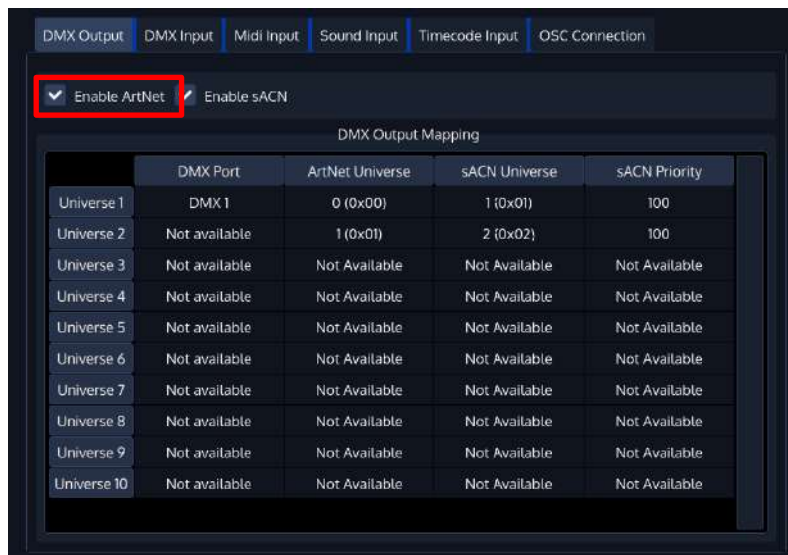 DMX Output DMX Input Midi Input Sound Input Timecode Input OSC Connection
Enable ArtNet Enable sACN
DMX Output Mapping
DMX Port ArtNet Universe sACN Universe sACN Priority
Universe 1 DMX 1 0 (0x00) 1 (0x01) 100
Universe 2 Not available 1 (0x01) 2 (0x02) 100
Universe 3 Not available Not Available Not Available Not Available
Universe 4 Not available Not Available Not Available Not Available
Universe 5 Not available Not Available Not Available Not Available
Universe 6 Not available Not Available Not Available Not Available
Universe 7 Not available Not Available Not Available Not Available
Universe 8 Not available Not Available Not Available Not Available
Universe 9 Not available Not Available Not Available Not Available
Universe 10 Not available Not Available Not Available Not Available